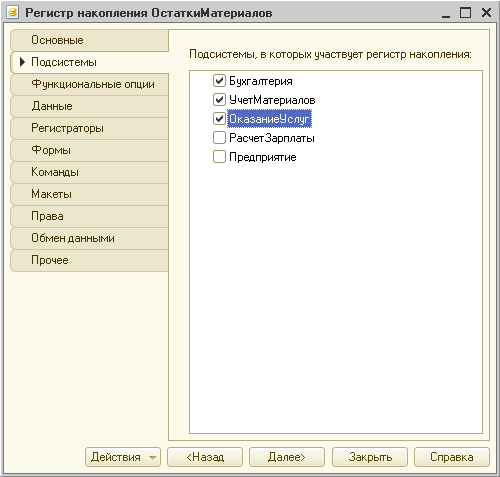 Регистр накопления ОстаткиМатериалов
Основные
Подсистемы
Функциональные опции
Данные
Регистраторы
Формы
Команды
Макеты
Права
Обмен данными
Прочее
Подсистемы, в которых участвует регистр накопления:
Бухгалтерия
УчетМатериалов
ОказаниеУслуг
РасчетЗарплаты
Предприятие
Действия
<Назад
Далее>
Закрыть
Справка